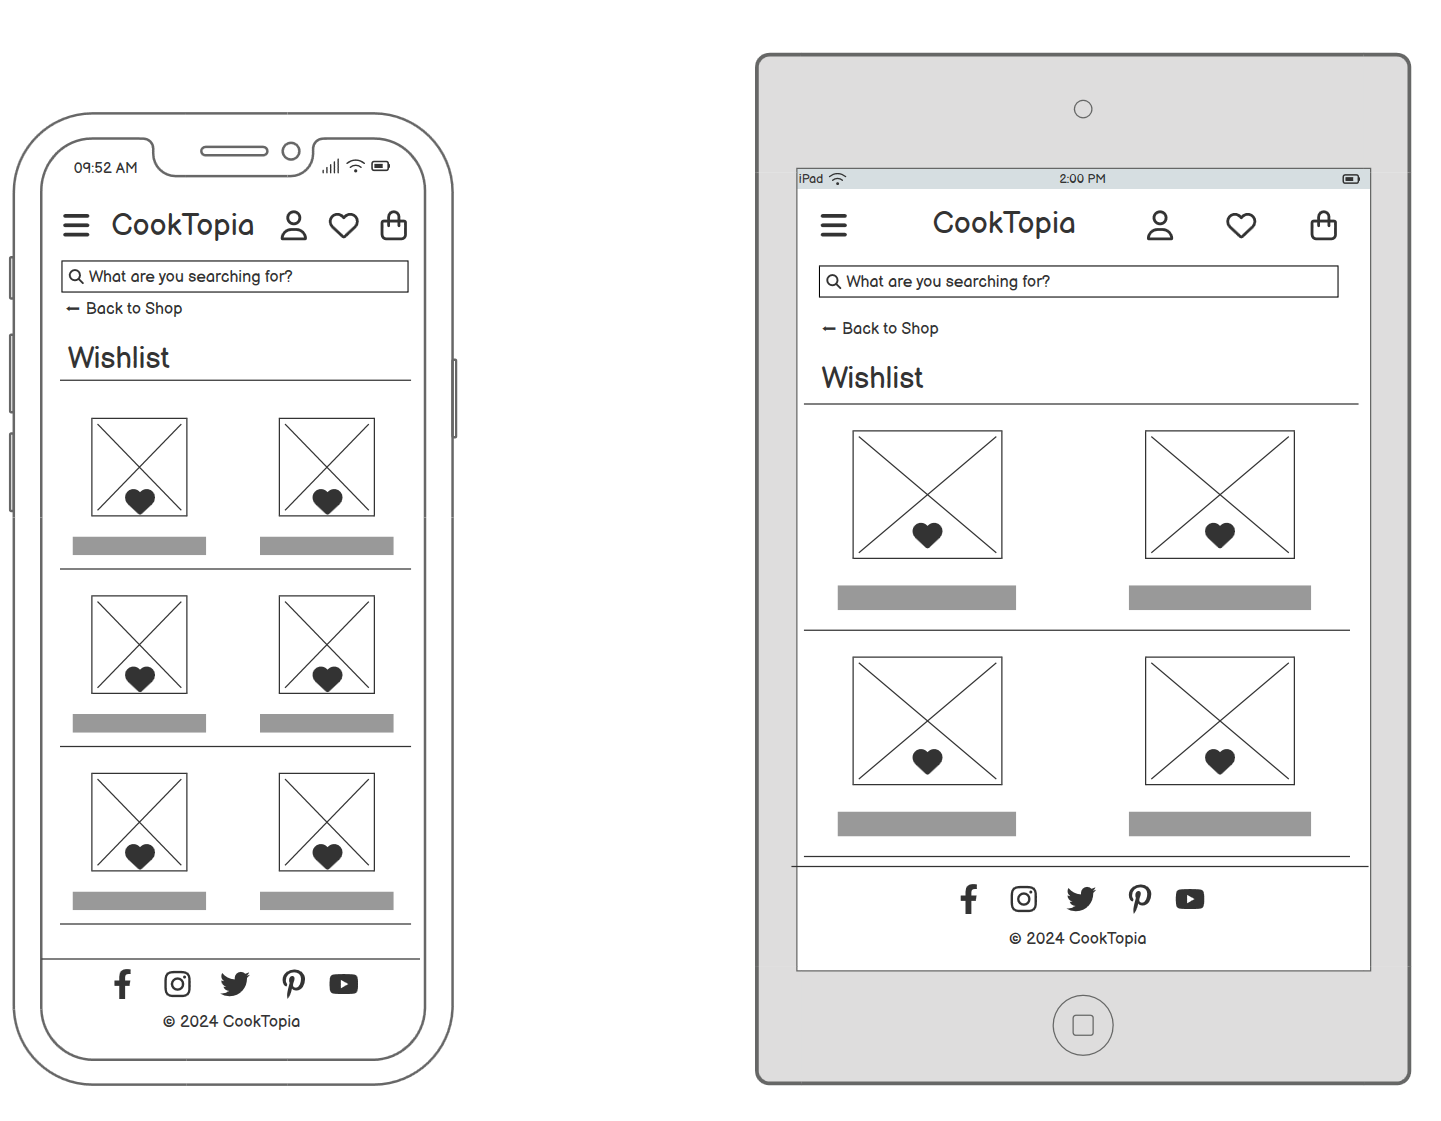 09:52 AM
CookTopia
What are you searching for?
Back to Shop
Wishlist
© 2024 CookTopia
iPad
2:00 PM
CookTopia
What are you searching for?
Back to Shop
Wishlist
© 2024 CookTopia